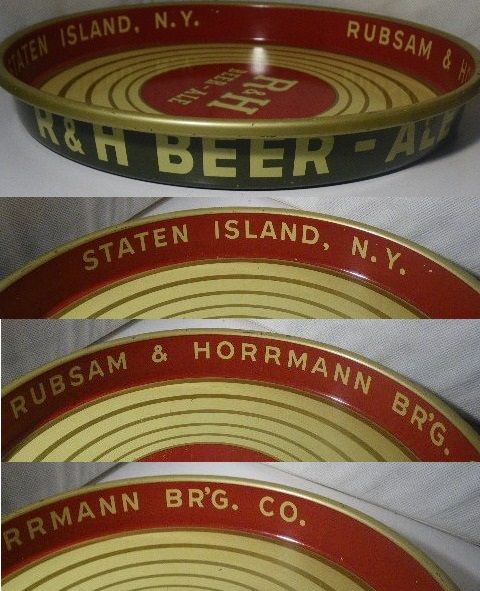 STATEN ISLAND, N.Y.
RUBSAM & H
R&H
BEER-ALE
R&H BEER-ALE
STATEN ISLAND, N.Y.
RUBSAM & HORRMANN BR'G.
RRMANN BR'G. CO.